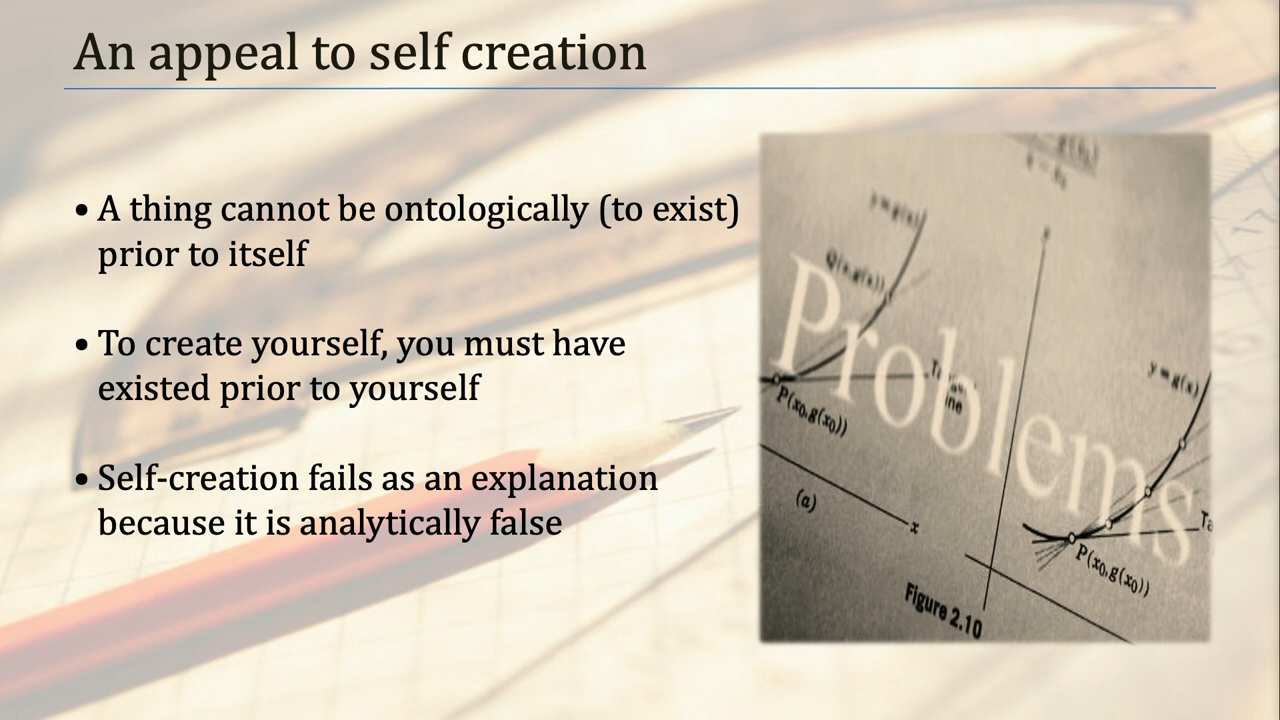 An appeal to self creation
• A thing cannot be ontologically (to exist)
prior to itself
• To create yourself, you must have
existed prior to yourself
• Self-creation fails as an explanation
because it is analytically false
y = g(x)
Q(x,g(x))
Problems
P(x₀,g(x₀))
(a)
x
y = g(x)
P(x₀,g(x₀))
Figure 2.10